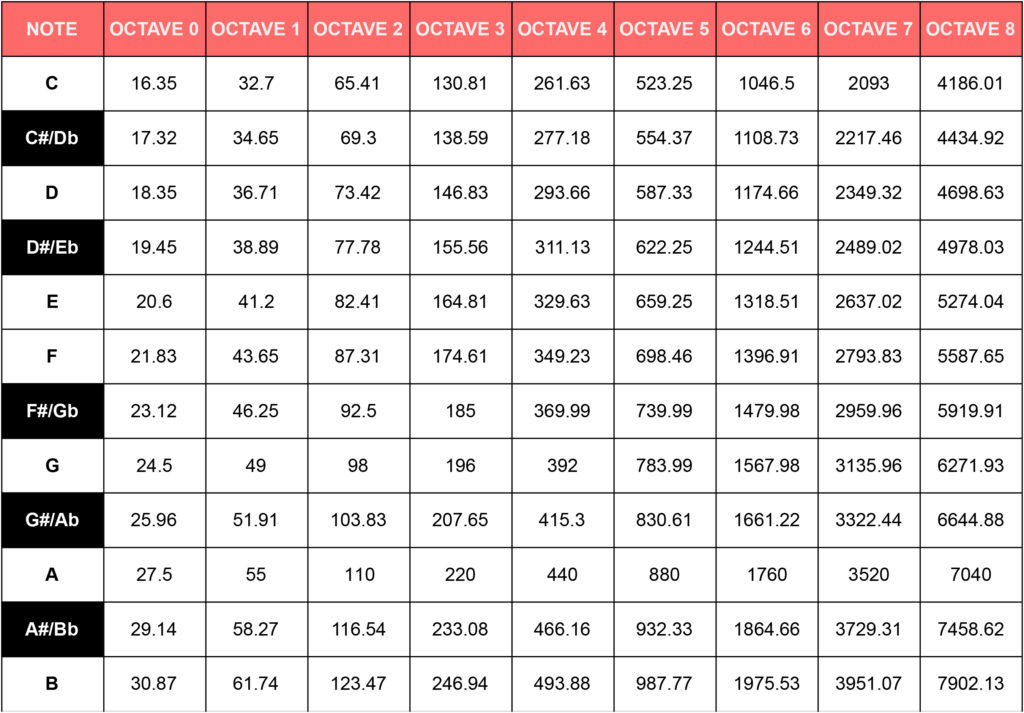 NOTE OCTAVE 0 OCTAVE 1 OCTAVE 2 OCTAVE 3 OCTAVE 4 OCTAVE 5 OCTAVE 6 OCTAVE 7 OCTAVE 8
C 16.35 32.7 65.41 130.81 261.63 523.25 1046.5 2093 4186.01
C#/Db 17.32 34.65 69.3 138.59 277.18 554.37 1108.73 2217.46 4434.92
D 18.35 36.71 73.42 146.83 293.66 587.33 1174.66 2349.32 4698.63
D#/Eb 19.45 38.89 77.78 155.56 311.13 622.25 1244.51 2489.02 4978.03
E 20.6 41.2 82.41 164.81 329.63 659.25 1318.51 2637.02 5274.04
F 21.83 43.65 87.31 174.61 349.23 698.46 1396.91 2793.83 5587.65
F#/Gb 23.12 46.25 92.5 185 369.99 739.99 1479.98 2959.96 5919.91
G 24.5 49 98 196 392 783.99 1567.98 3135.96 6271.93
G#/Ab 25.96 51.91 103.83 207.65 415.3 830.61 1661.22 3322.44 6644.88
A 27.5 55 110 220 440 880 1760 3520 7040
A#/Bb 29.14 58.27 116.54 233.08 466.16 932.33 1864.66 3729.31 7458.62
B 30.87 61.74 123.47 246.94 493.88 987.77 1975.53 3951.07 7902.13